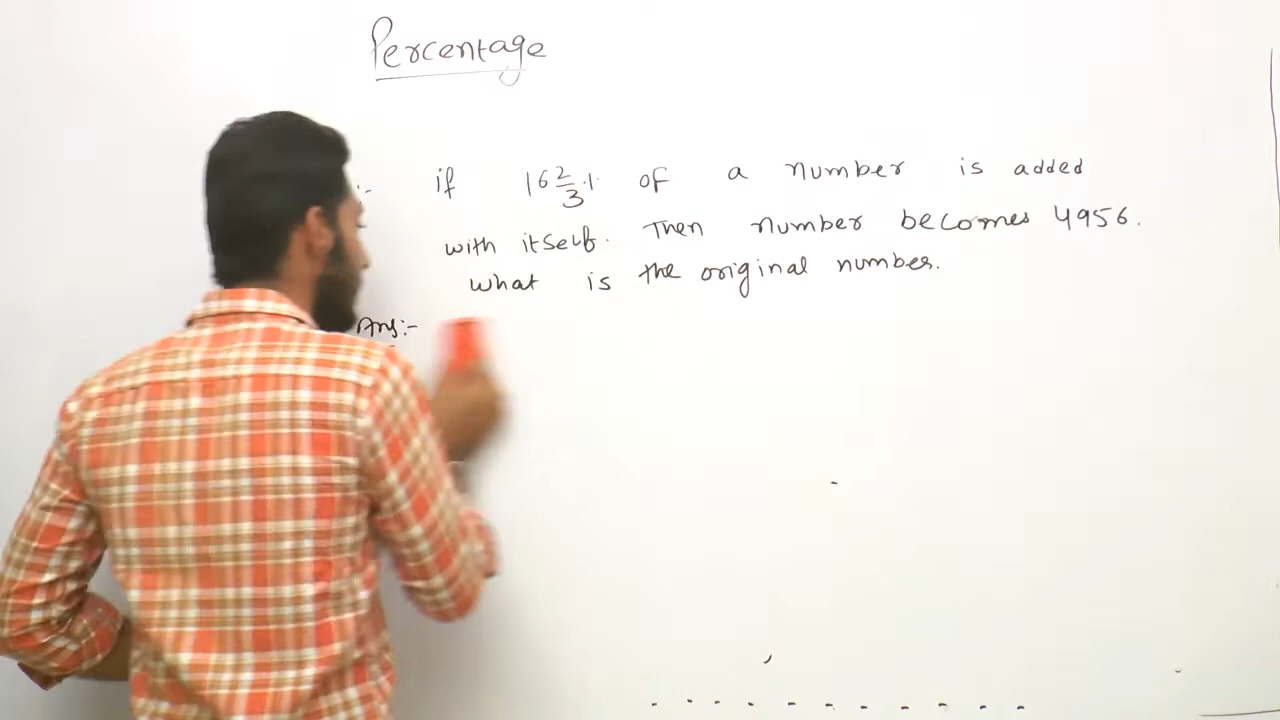 Percentage
:- if 16 2/3 % of a number is added
with itself. Then number becomes 4956.
what is the original number.
Ans:-